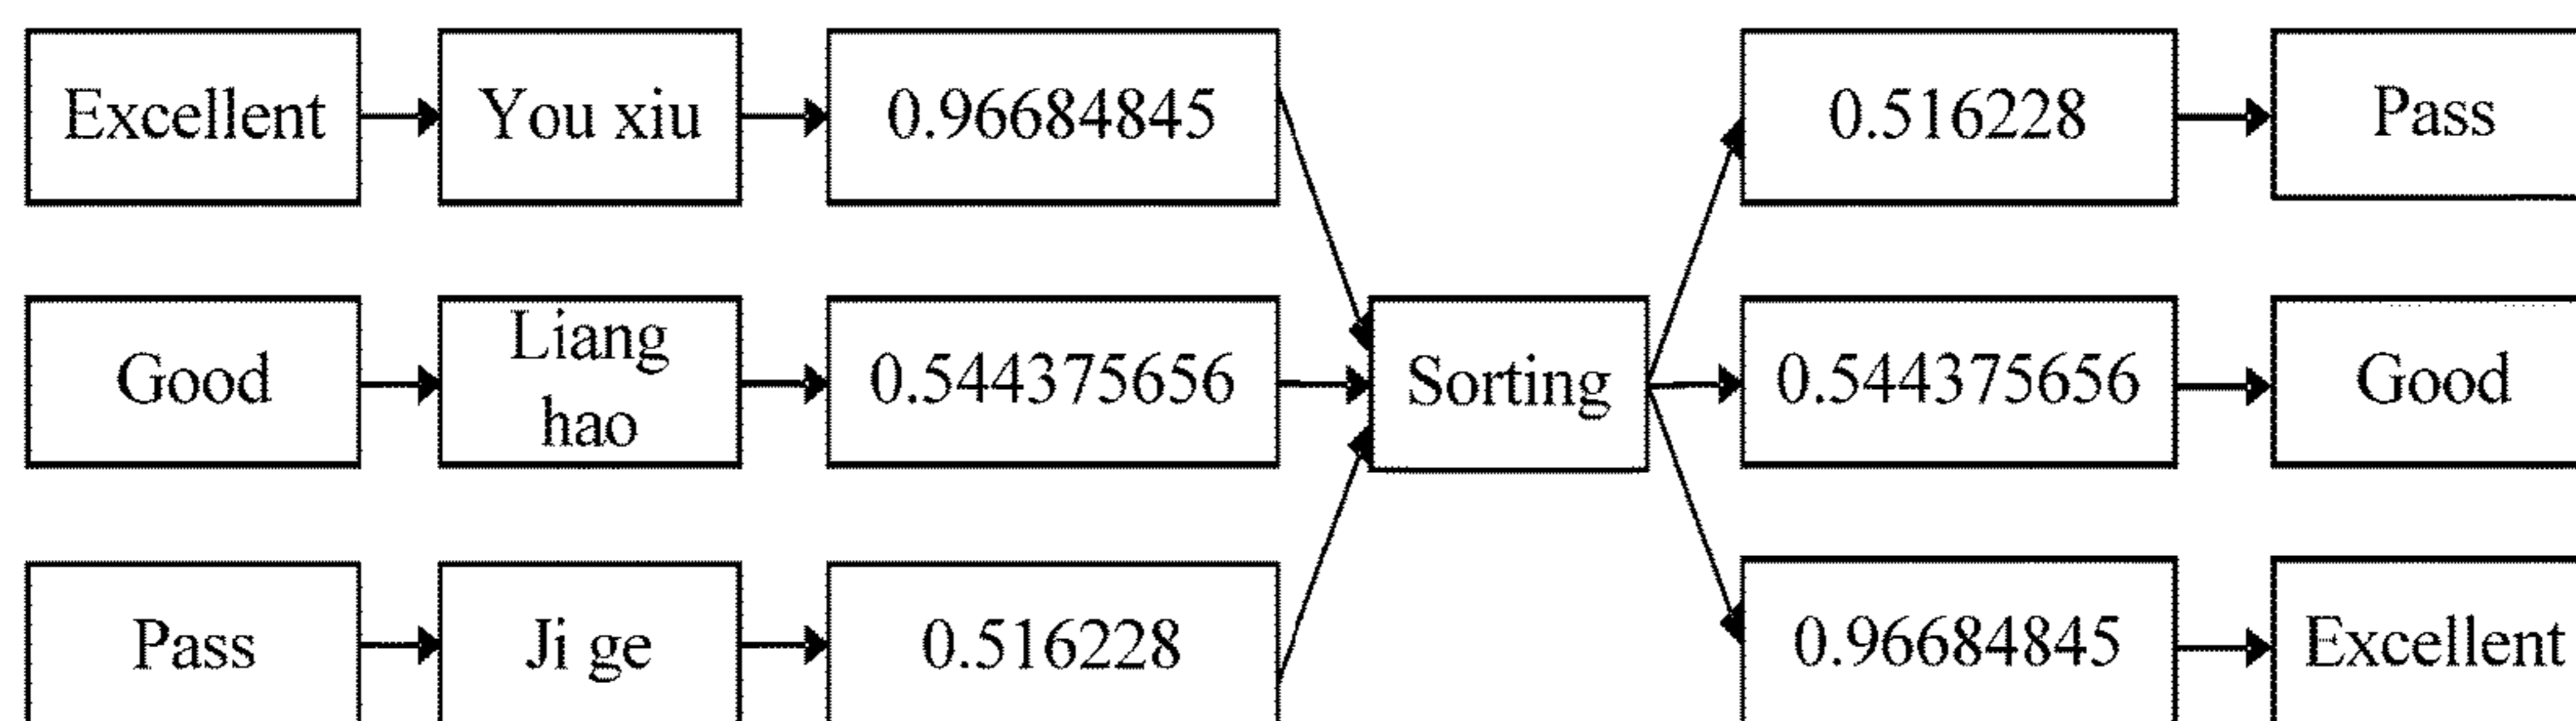 Excellent
You xiu
0.96684845
0.516228
Pass
Good
Liang
hao
0.544375656
Sorting
0.544375656
Good
Pass
Ji ge
0.516228
0.96684845
Excellent